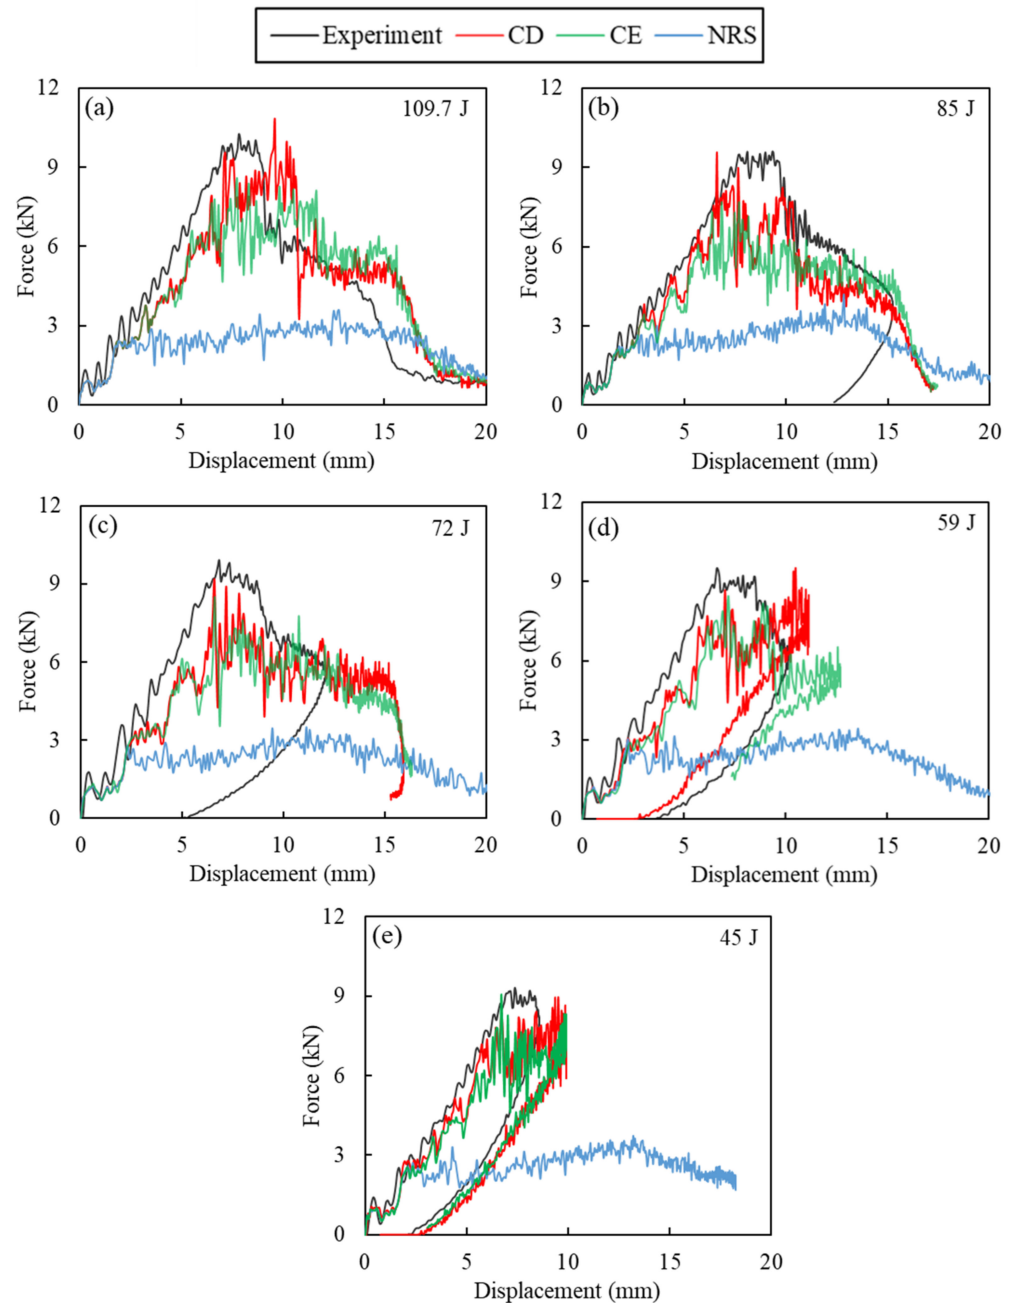 Experiment CD CE NRS
(a) 109.7 J
12
9
6
3
0
Force (kN)
0 5 10 15 20
Displacement (mm)
(b) 85 J
12
9
6
3
0
Force (kN)
0 5 10 15 20
Displacement (mm)
(c) 72 J
12
9
6
3
0
Force (kN)
0 5 10 15 20
Displacement (mm)
(d) 59 J
12
9
6
3
0
Force (kN)
0 5 10 15 20
Displacement (mm)
(e) 45 J
12
9
6
3
0
Force (kN)
0 5 10 15 20
Displacement (mm)